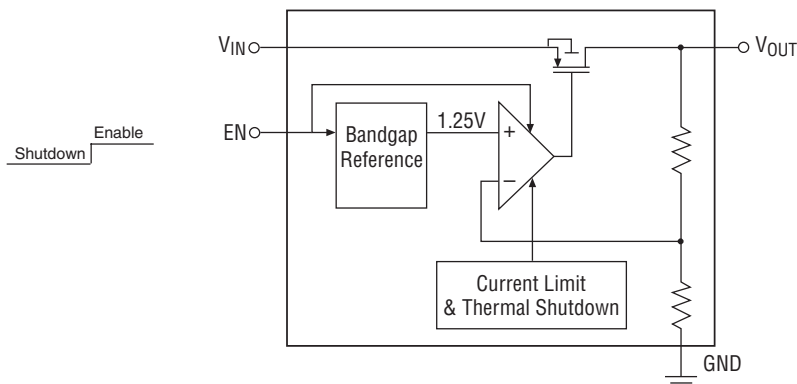 VIN
VOUT
EN
Enable
Shutdown
1.25V
+
Bandgap
Reference
−
Current Limit
& Thermal Shutdown
GND